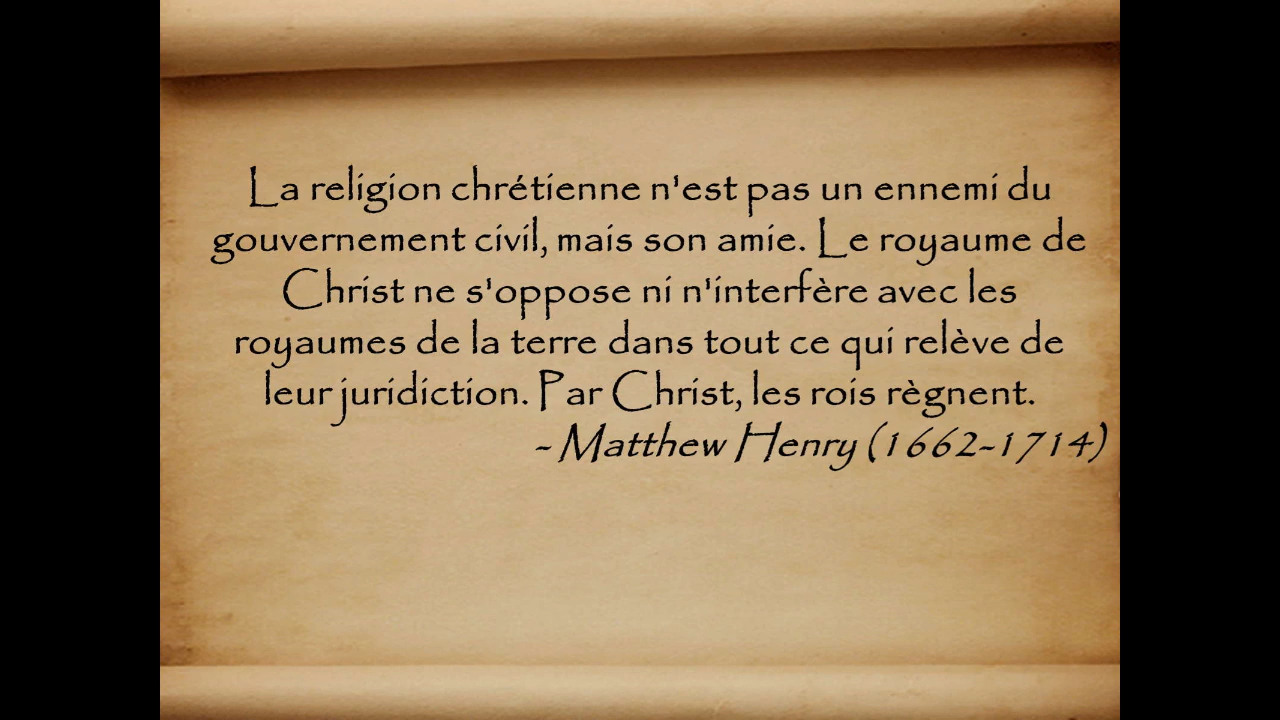 La religion chrétienne n'est pas un ennemi du
gouvernement civil, mais son amie. Le royaume de
Christ ne s'oppose ni n'interfère avec les
royaumes de la terre dans tout ce qui relève de
leur juridiction. Par Christ, les rois règnent.
- Matthew Henry (1662-1714)